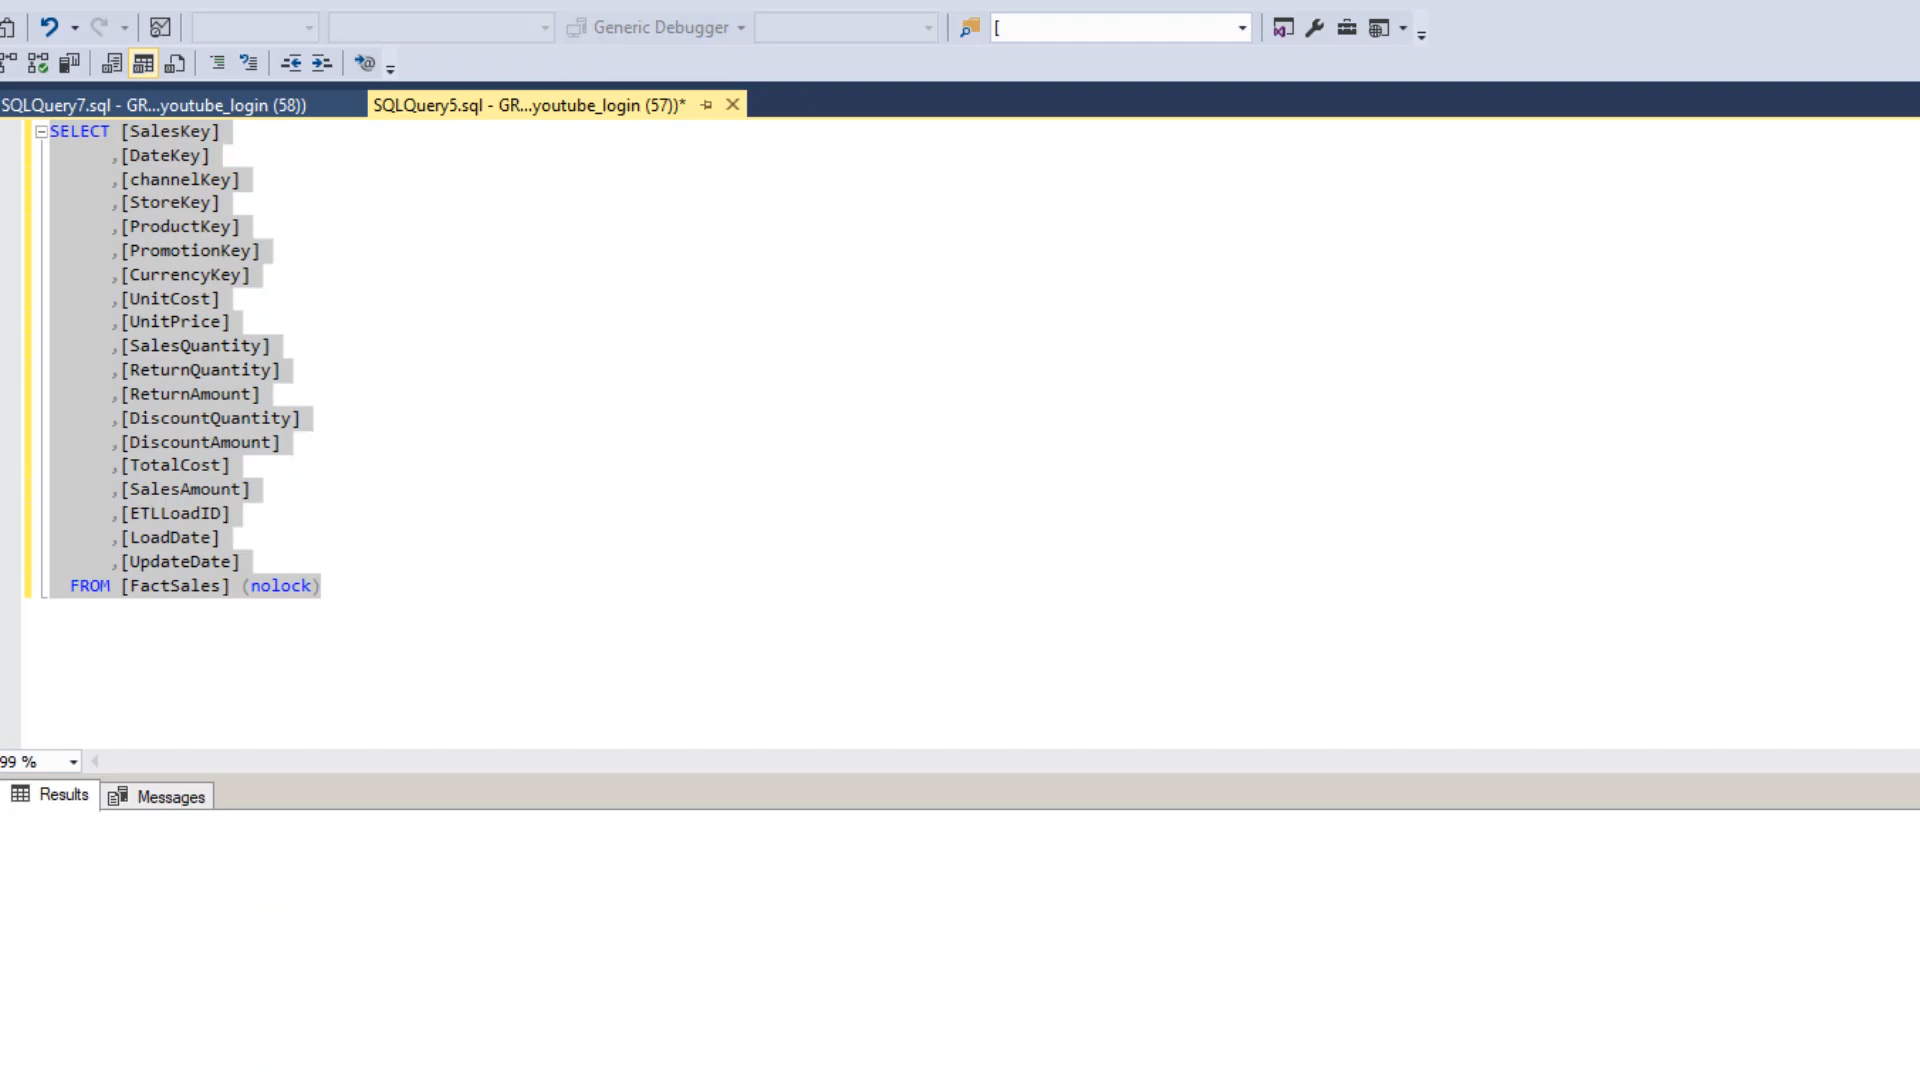 Generic Debugger
[
SQLQuery7.sql - GR...youtube_login (58))
SQLQuery5.sql - GR...youtube_login (57))*
SELECT [SalesKey]
,[DateKey]
,[channelKey]
,[StoreKey]
,[ProductKey]
,[PromotionKey]
,[CurrencyKey]
,[UnitCost]
,[UnitPrice]
,[SalesQuantity]
,[ReturnQuantity]
,[ReturnAmount]
,[DiscountQuantity]
,[DiscountAmount]
,[TotalCost]
,[SalesAmount]
,[ETLLoadID]
,[LoadDate]
,[UpdateDate]
FROM [FactSales] (nolock)
99 %
Results
Messages